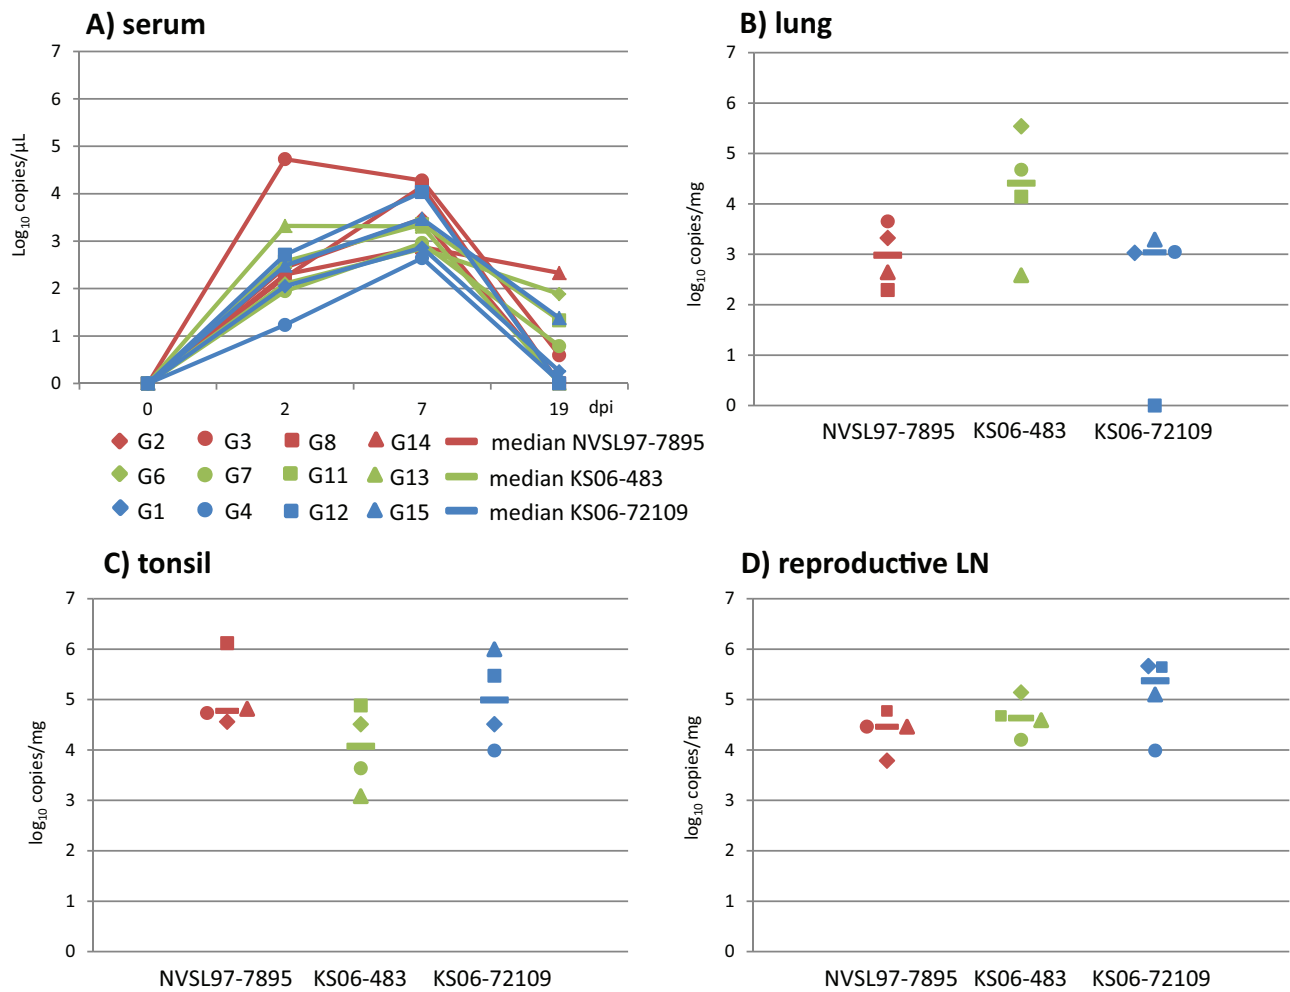 A) serum
7
6
5
4
3
2
1
0
Log10 copies/µL
0 2 7 19 dpi
G2 G3 G8 G14 median NVSL97-7895
G6 G7 G11 G13 median KS06-483
G1 G4 G12 G15 median KS06-72109
B) lung
7
6
5
4
3
2
1
0
log10 copies/mg
NVSL97-7895 KS06-483 KS06-72109
C) tonsil
7
6
5
4
3
2
1
0
log10 copies/mg
NVSL97-7895 KS06-483 KS06-72109
D) reproductive LN
7
6
5
4
3
2
1
0
log10 copies/mg
NVSL97-7895 KS06-483 KS06-72109